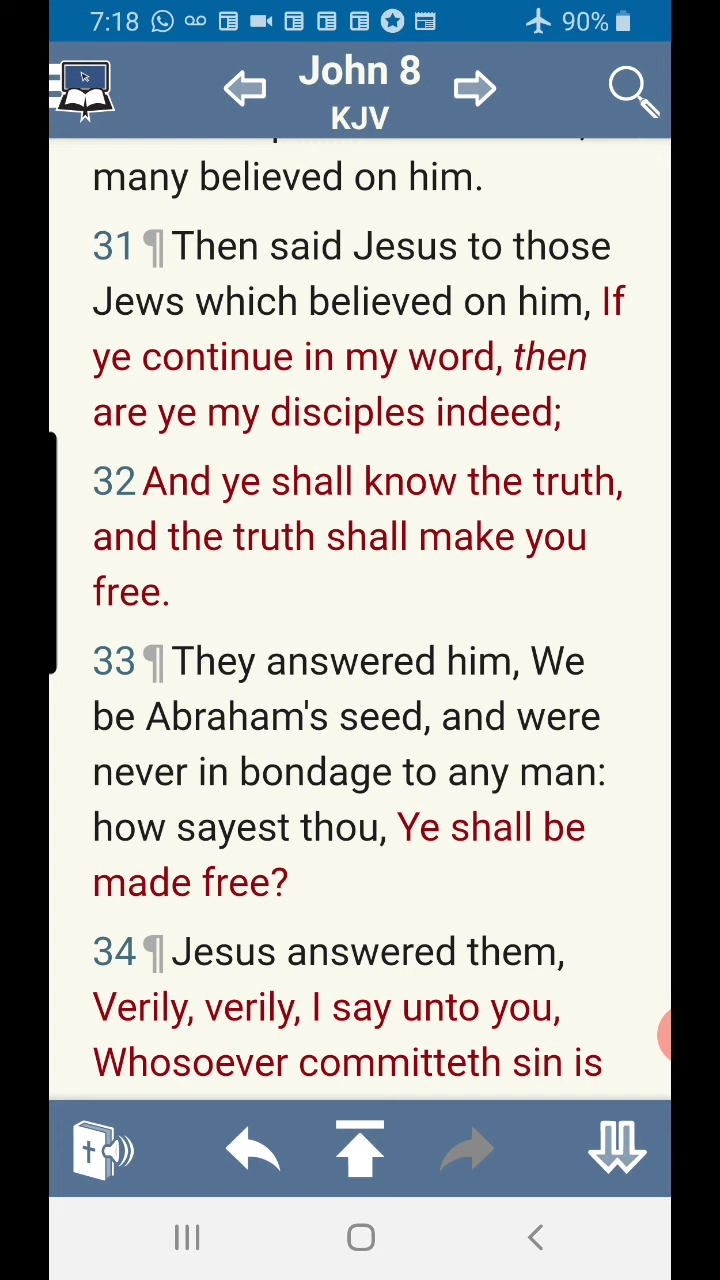 7:18 90%
John 8
KJV
many believed on him.
31 ¶ Then said Jesus to those
Jews which believed on him, If
ye continue in my word, then
are ye my disciples indeed;
32 And ye shall know the truth,
and the truth shall make you
free.
33 ¶ They answered him, We
be Abraham's seed, and were
never in bondage to any man:
how sayest thou, Ye shall be
made free?
34 ¶ Jesus answered them,
Verily, verily, I say unto you,
Whosoever committeth sin is